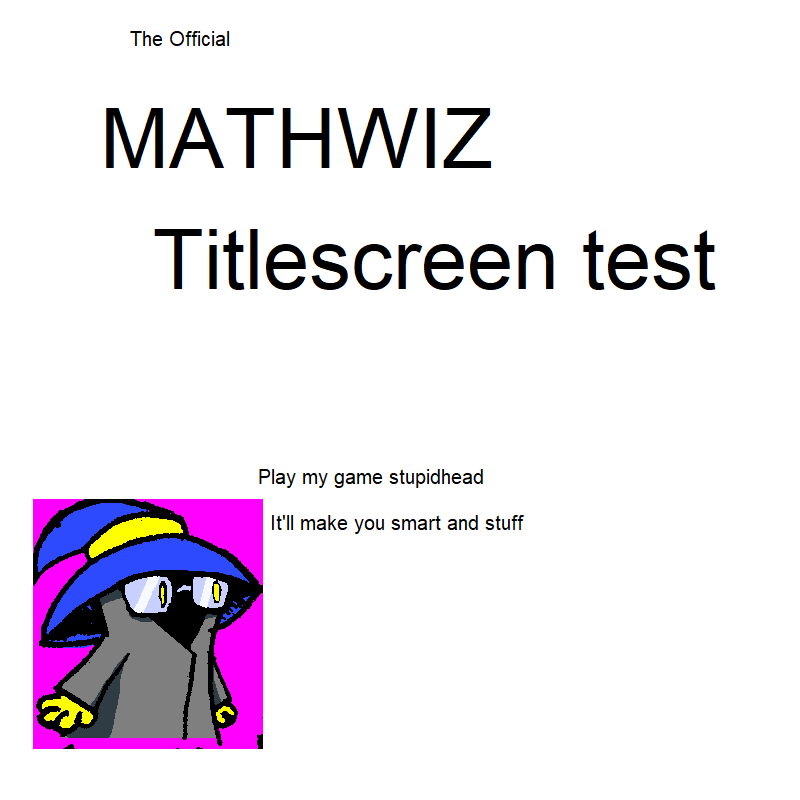 The Official
MATHWIZ
Titlescreen test
Play my game stupidhead
It'll make you smart and stuff